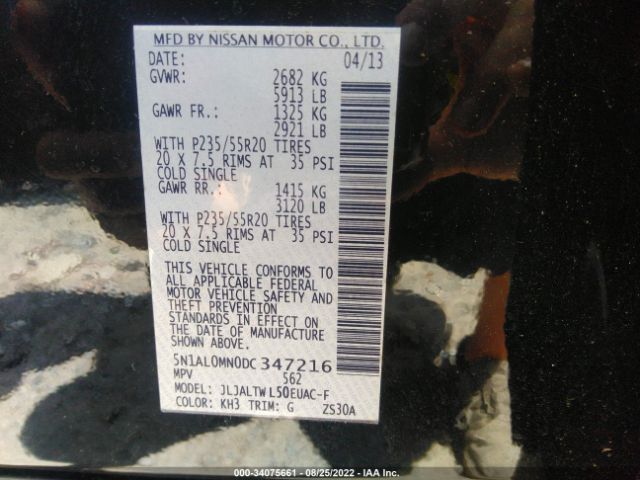 MFD BY NISSAN MOTOR CO., LTD.
DATE: 04/13
GVWR: 2682 KG
5913 LB
GAWR FR.: 1325 KG
2921 LB
WITH P235/55R20 TIRES
20 X 7.5 RIMS AT 35 PSI
COLD SINGLE
GAWR RR.: 1415 KG
3120 LB
WITH P235/55R20 TIRES
20 X 7.5 RIMS AT 35 PSI
COLD SINGLE
THIS VEHICLE CONFORMS TO
ALL APPLICABLE FEDERAL
MOTOR VEHICLE SAFETY AND
THEFT PREVENTION
STANDARDS IN EFFECT ON
THE DATE OF MANUFACTURE
SHOWN ABOVE.
5N1AL0MN0DC347216
MPV 562
MODEL: JLJALTWL50EUAC-F
COLOR: KH3 TRIM: G ZS30A
000-34075661 - 08/25/2022 - IAA Inc.